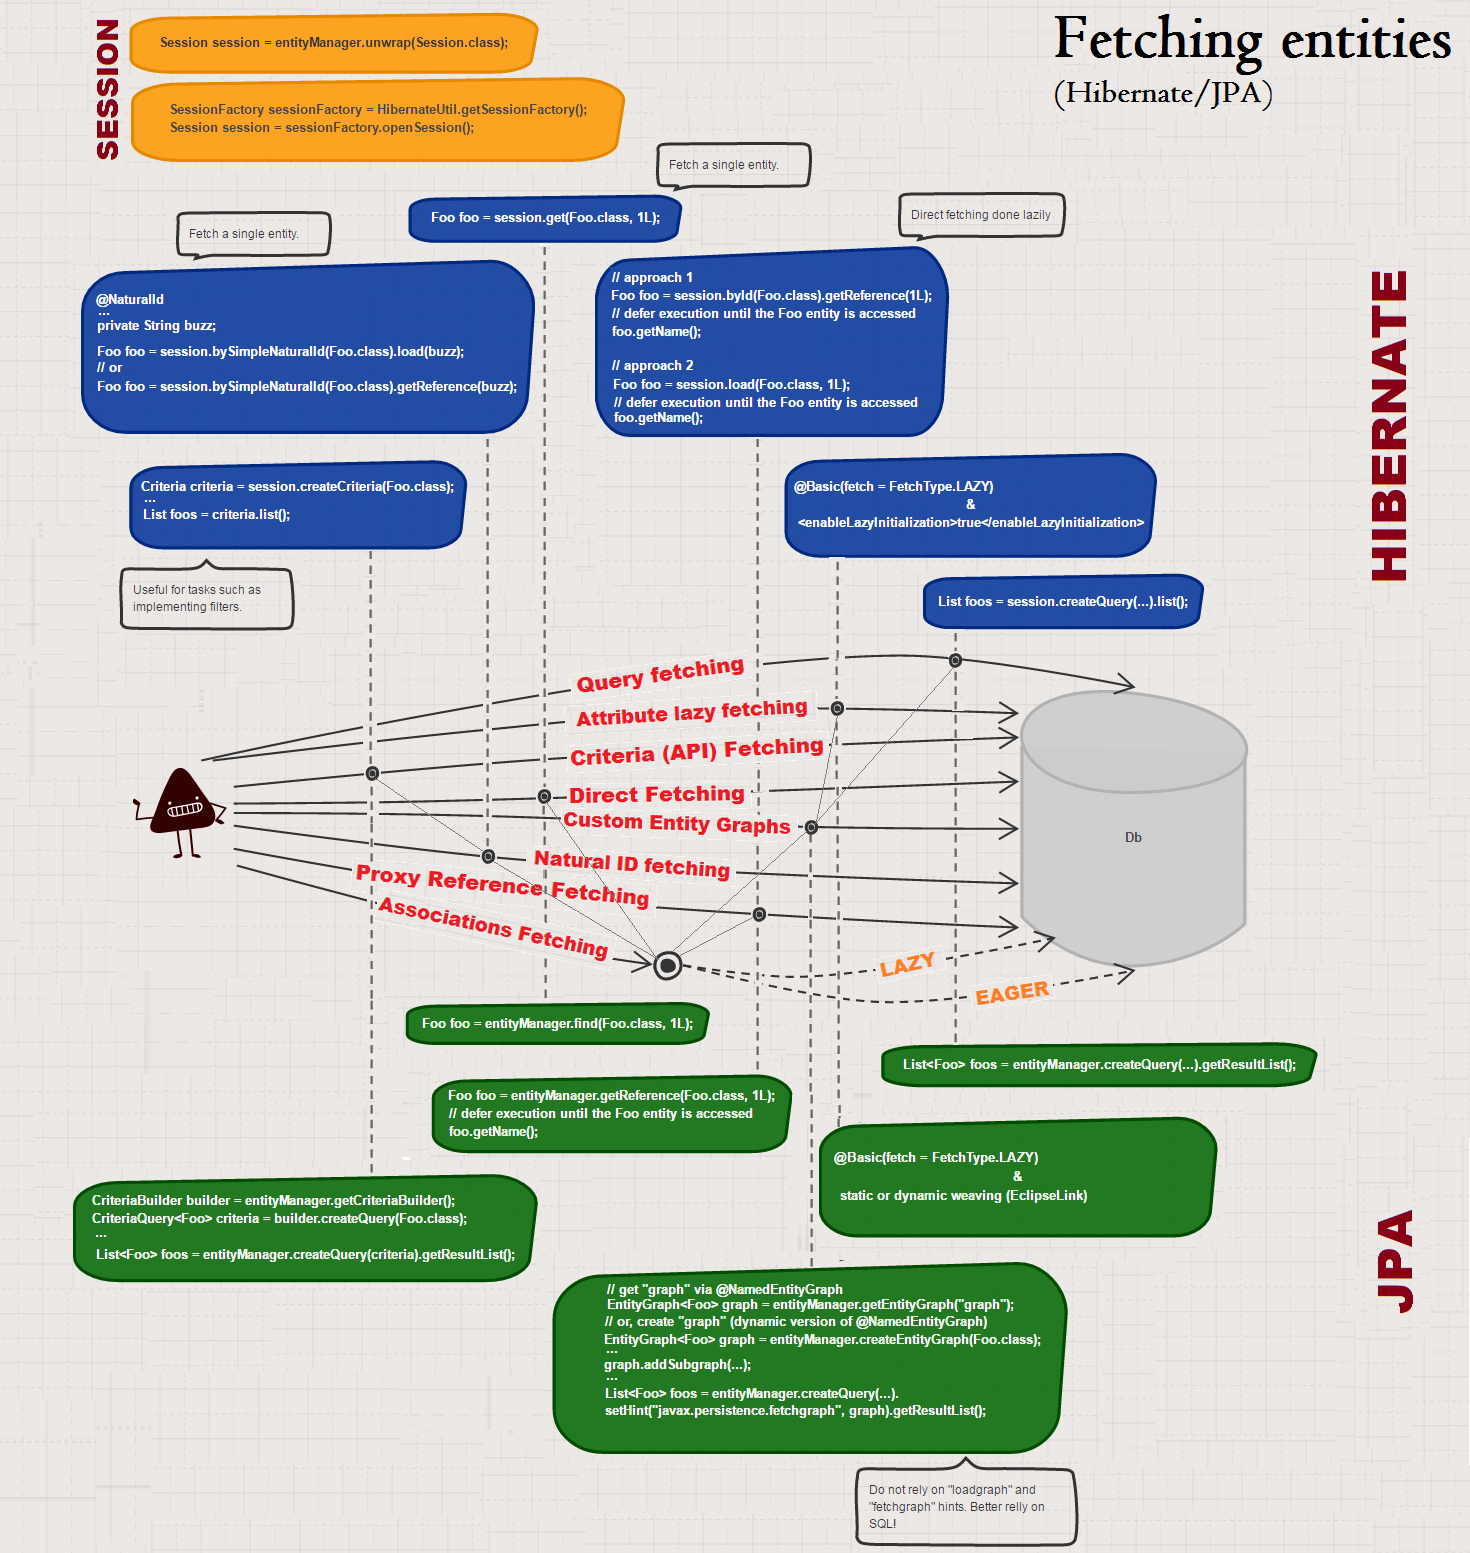 Fetching entities
(Hibernate/JPA)
SESSION
Session session = entityManager.unwrap(Session.class);
SessionFactory sessionFactory = HibernateUtil.getSessionFactory();
Session session = sessionFactory.openSession();
Fetch a single entity.
Foo foo = session.get(Foo.class, 1L);
Direct fetching done lazily
Fetch a single entity.
@NaturalId
...
private String buzz;
Foo foo = session.bySimpleNaturalId(Foo.class).load(buzz);
// or
Foo foo = session.bySimpleNaturalId(Foo.class).getReference(buzz);
// approach 1
Foo foo = session.byId(Foo.class).getReference(1L);
// defer execution until the Foo entity is accessed
foo.getName();
// approach 2
Foo foo = session.load(Foo.class, 1L);
// defer execution until the Foo entity is accessed
foo.getName();
HIBERNATE
Criteria criteria = session.createCriteria(Foo.class);
...
List foos = criteria.list();
Useful for tasks such as
implementing filters.
@Basic(fetch = FetchType.LAZY)
&
<enableLazyInitialization>true</enableLazyInitialization>
List foos = session.createQuery(...).list();
Query fetching
Attribute lazy fetching
Criteria (API) Fetching
Direct Fetching
Custom Entity Graphs
Natural ID fetching
Proxy Reference Fetching
Associations Fetching
Db
LAZY
EAGER
Foo foo = entityManager.find(Foo.class, 1L);
List<Foo> foos = entityManager.createQuery(...).getResultList();
Foo foo = entityManager.getReference(Foo.class, 1L);
// defer execution until the Foo entity is accessed
foo.getName();
@Basic(fetch = FetchType.LAZY)
&
static or dynamic weaving (EclipseLink)
CriteriaBuilder builder = entityManager.getCriteriaBuilder();
CriteriaQuery<Foo> criteria = builder.createQuery(Foo.class);
...
List<Foo> foos = entityManager.createQuery(criteria).getResultList();
JPA
// get "graph" via @NamedEntityGraph
EntityGraph<Foo> graph = entityManager.getEntityGraph("graph");
// or, create "graph" (dynamic version of @NamedEntityGraph)
EntityGraph<Foo> graph = entityManager.createEntityGraph(Foo.class);
...
graph.addSubgraph(...);
...
List<Foo> foos = entityManager.createQuery(...).
setHint("javax.persistence.fetchgraph", graph).getResultList();
Do not rely on "loadgraph" and
"fetchgraph" hints. Better relly on
SQL!